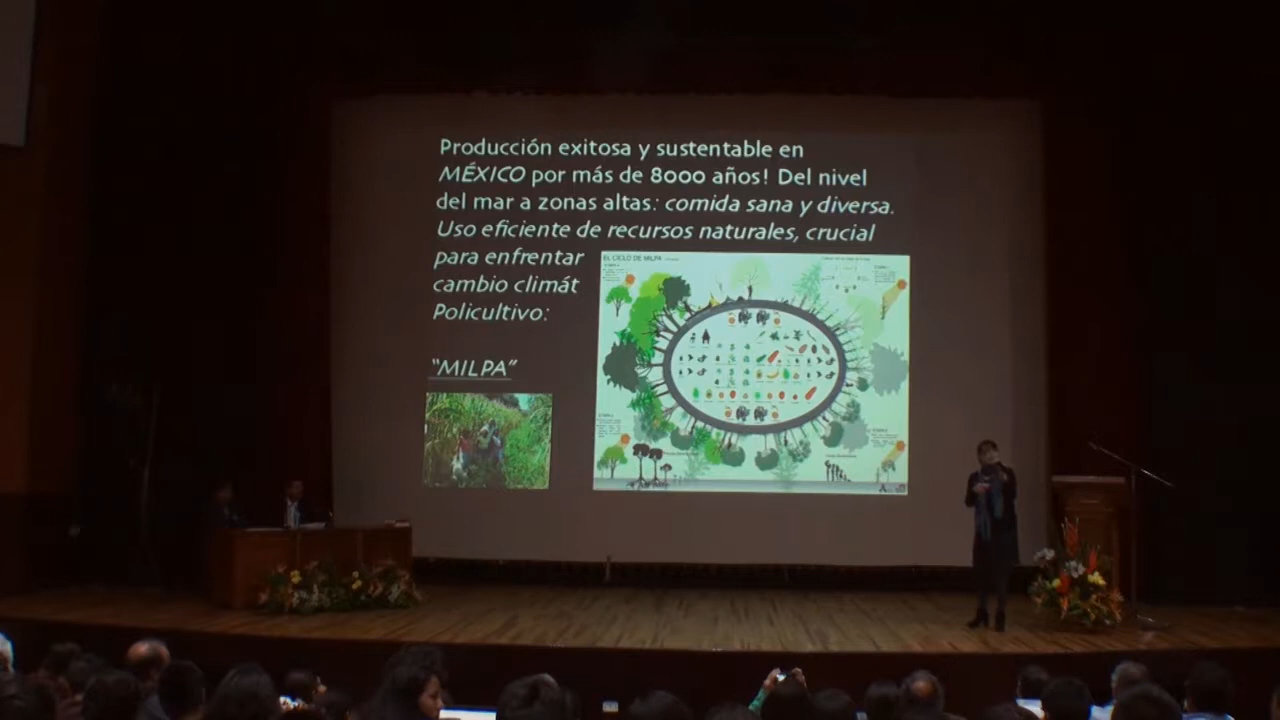 Producción exitosa y sustentable en
MÉXICO por más de 8000 años! Del nivel
del mar a zonas altas: comida sana y diversa.
Uso eficiente de recursos naturales, crucial
para enfrentar
cambio climát
Policultivo:
"MILPA"
EL CICLO DE MILPA